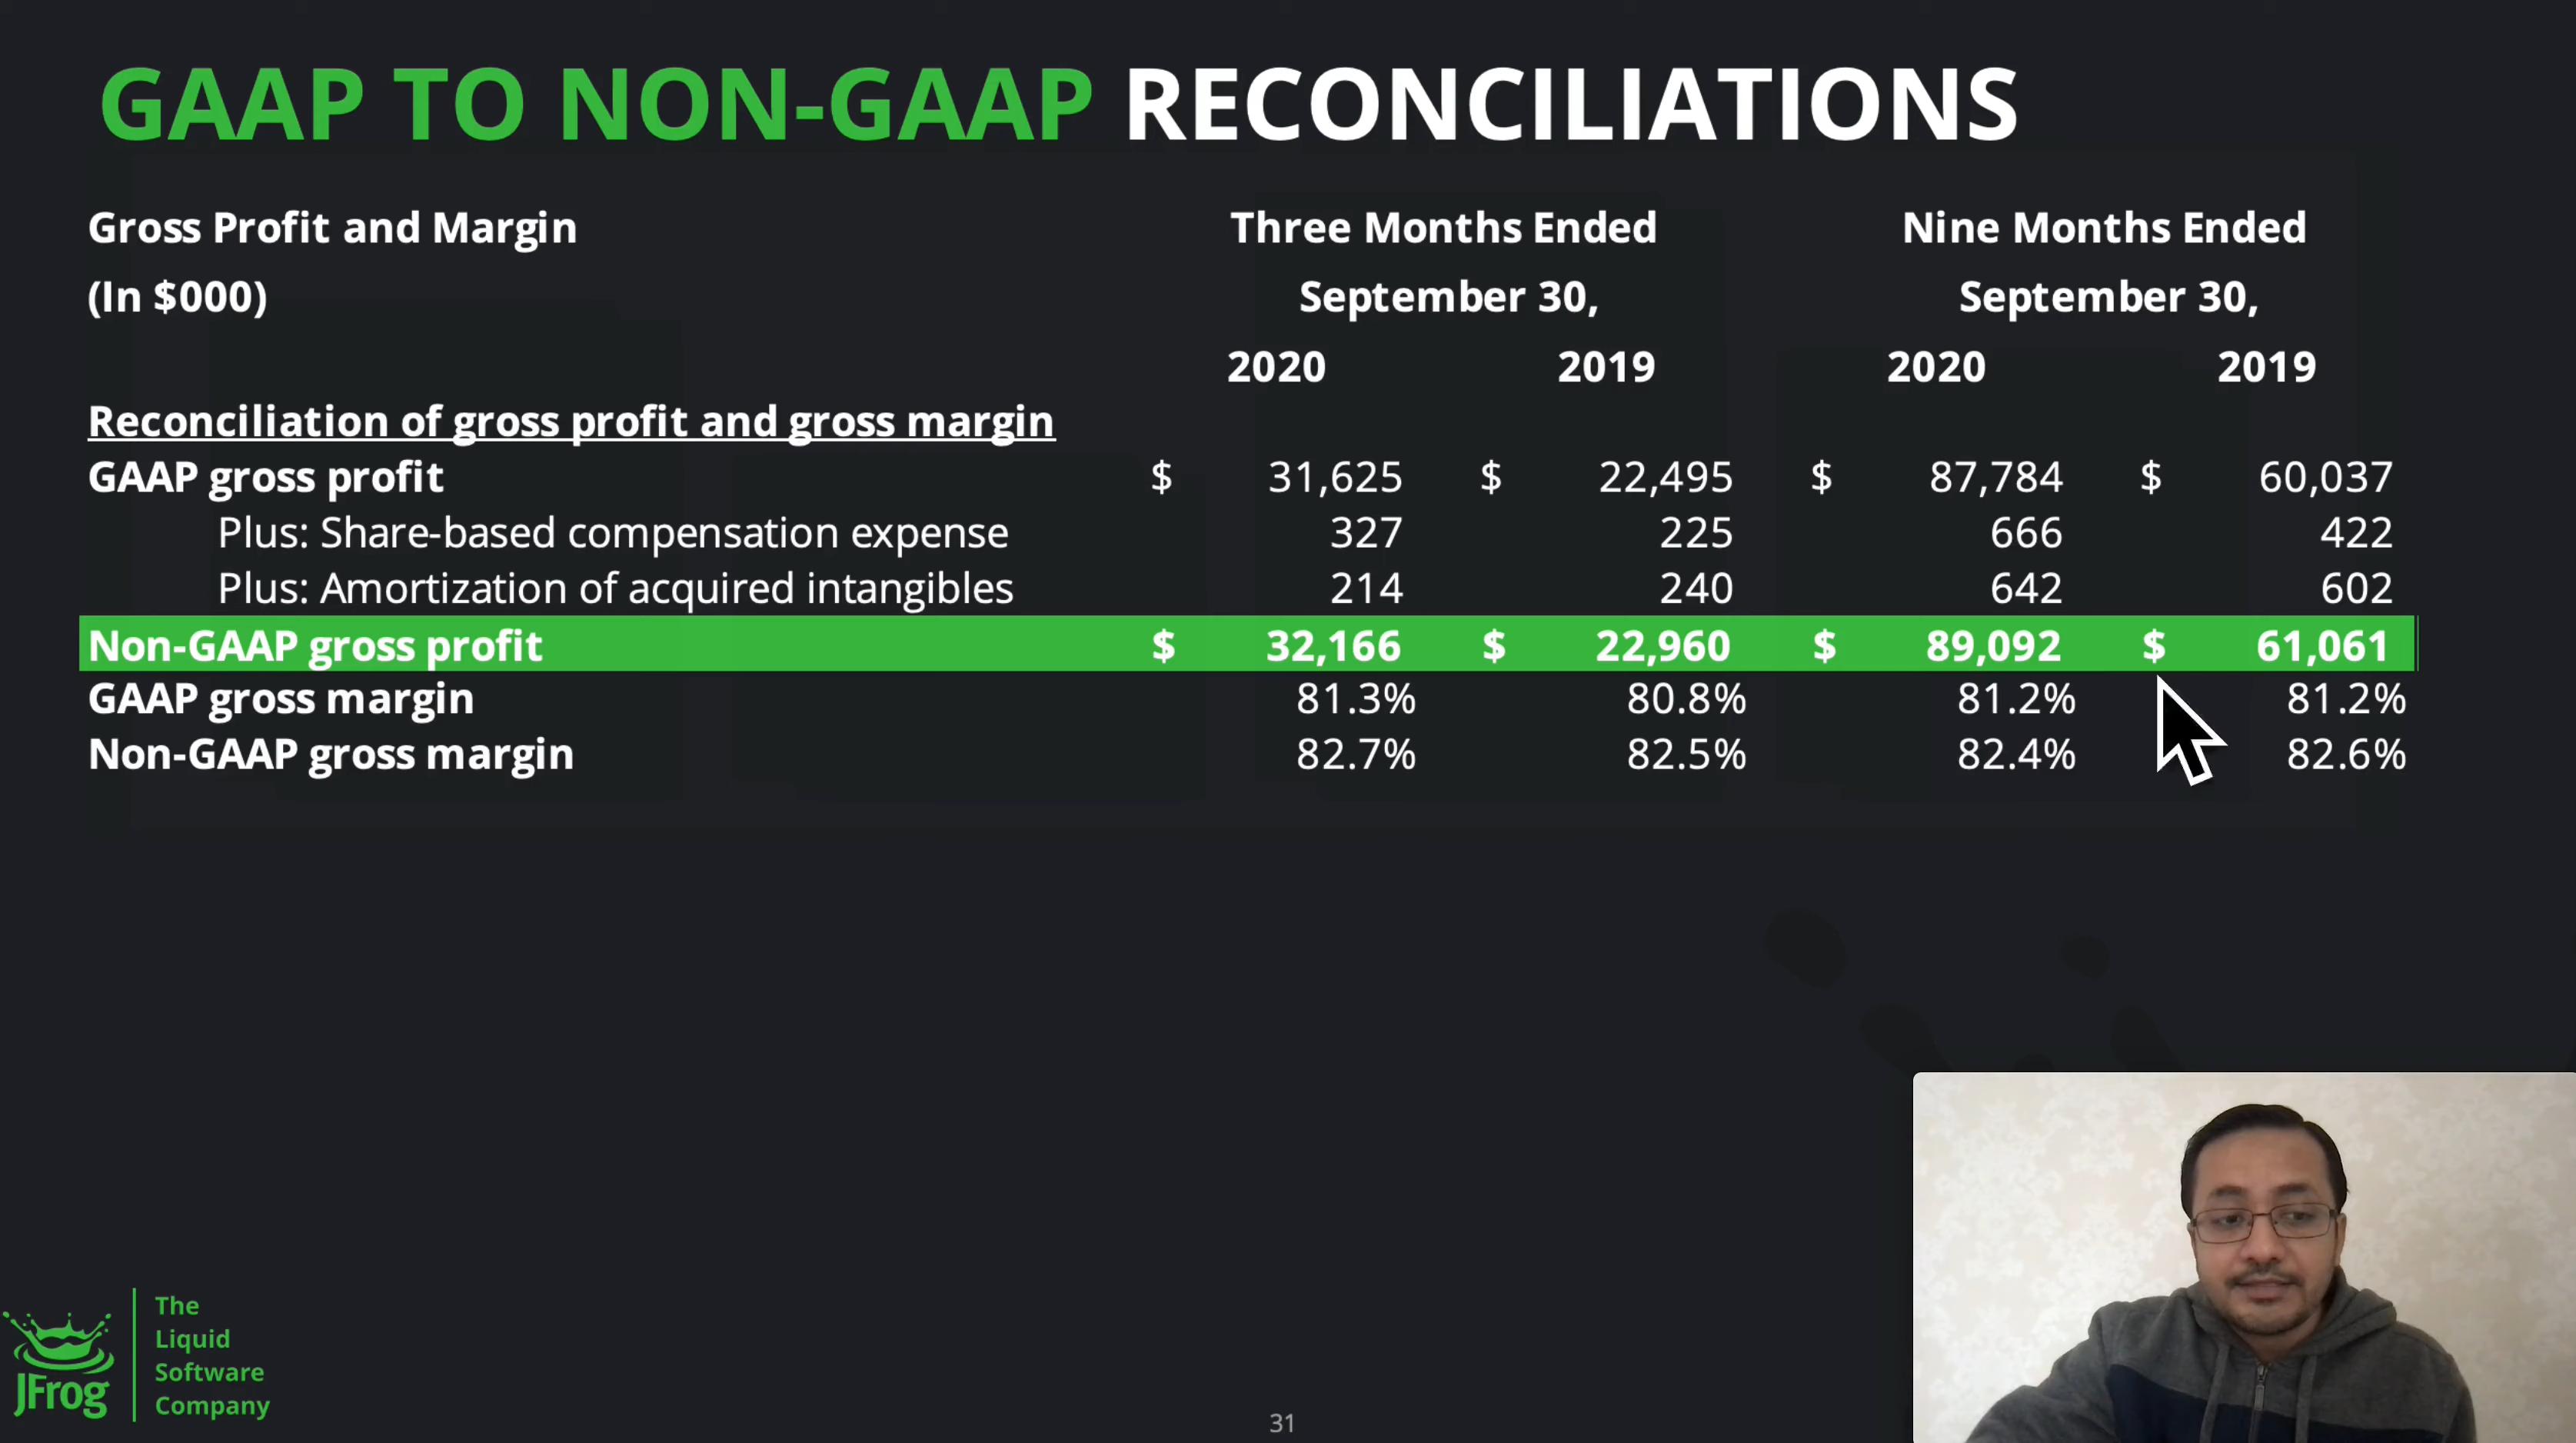 GAAP TO NON-GAAP RECONCILIATIONS
Gross Profit and Margin Three Months Ended Nine Months Ended
(In $000) September 30, September 30,
2020 2019 2020 2019
Reconciliation of gross profit and gross margin
GAAP gross profit $ 31,625 $ 22,495 $ 87,784 $ 60,037
Plus: Share-based compensation expense 327 225 666 422
Plus: Amortization of acquired intangibles 214 240 642 602
Non-GAAP gross profit $ 32,166 $ 22,960 $ 89,092 $ 61,061
GAAP gross margin 81.3% 80.8% 81.2% 81.2%
Non-GAAP gross margin 82.7% 82.5% 82.4% 82.6%
JFrog
The
Liquid
Software
Company
31